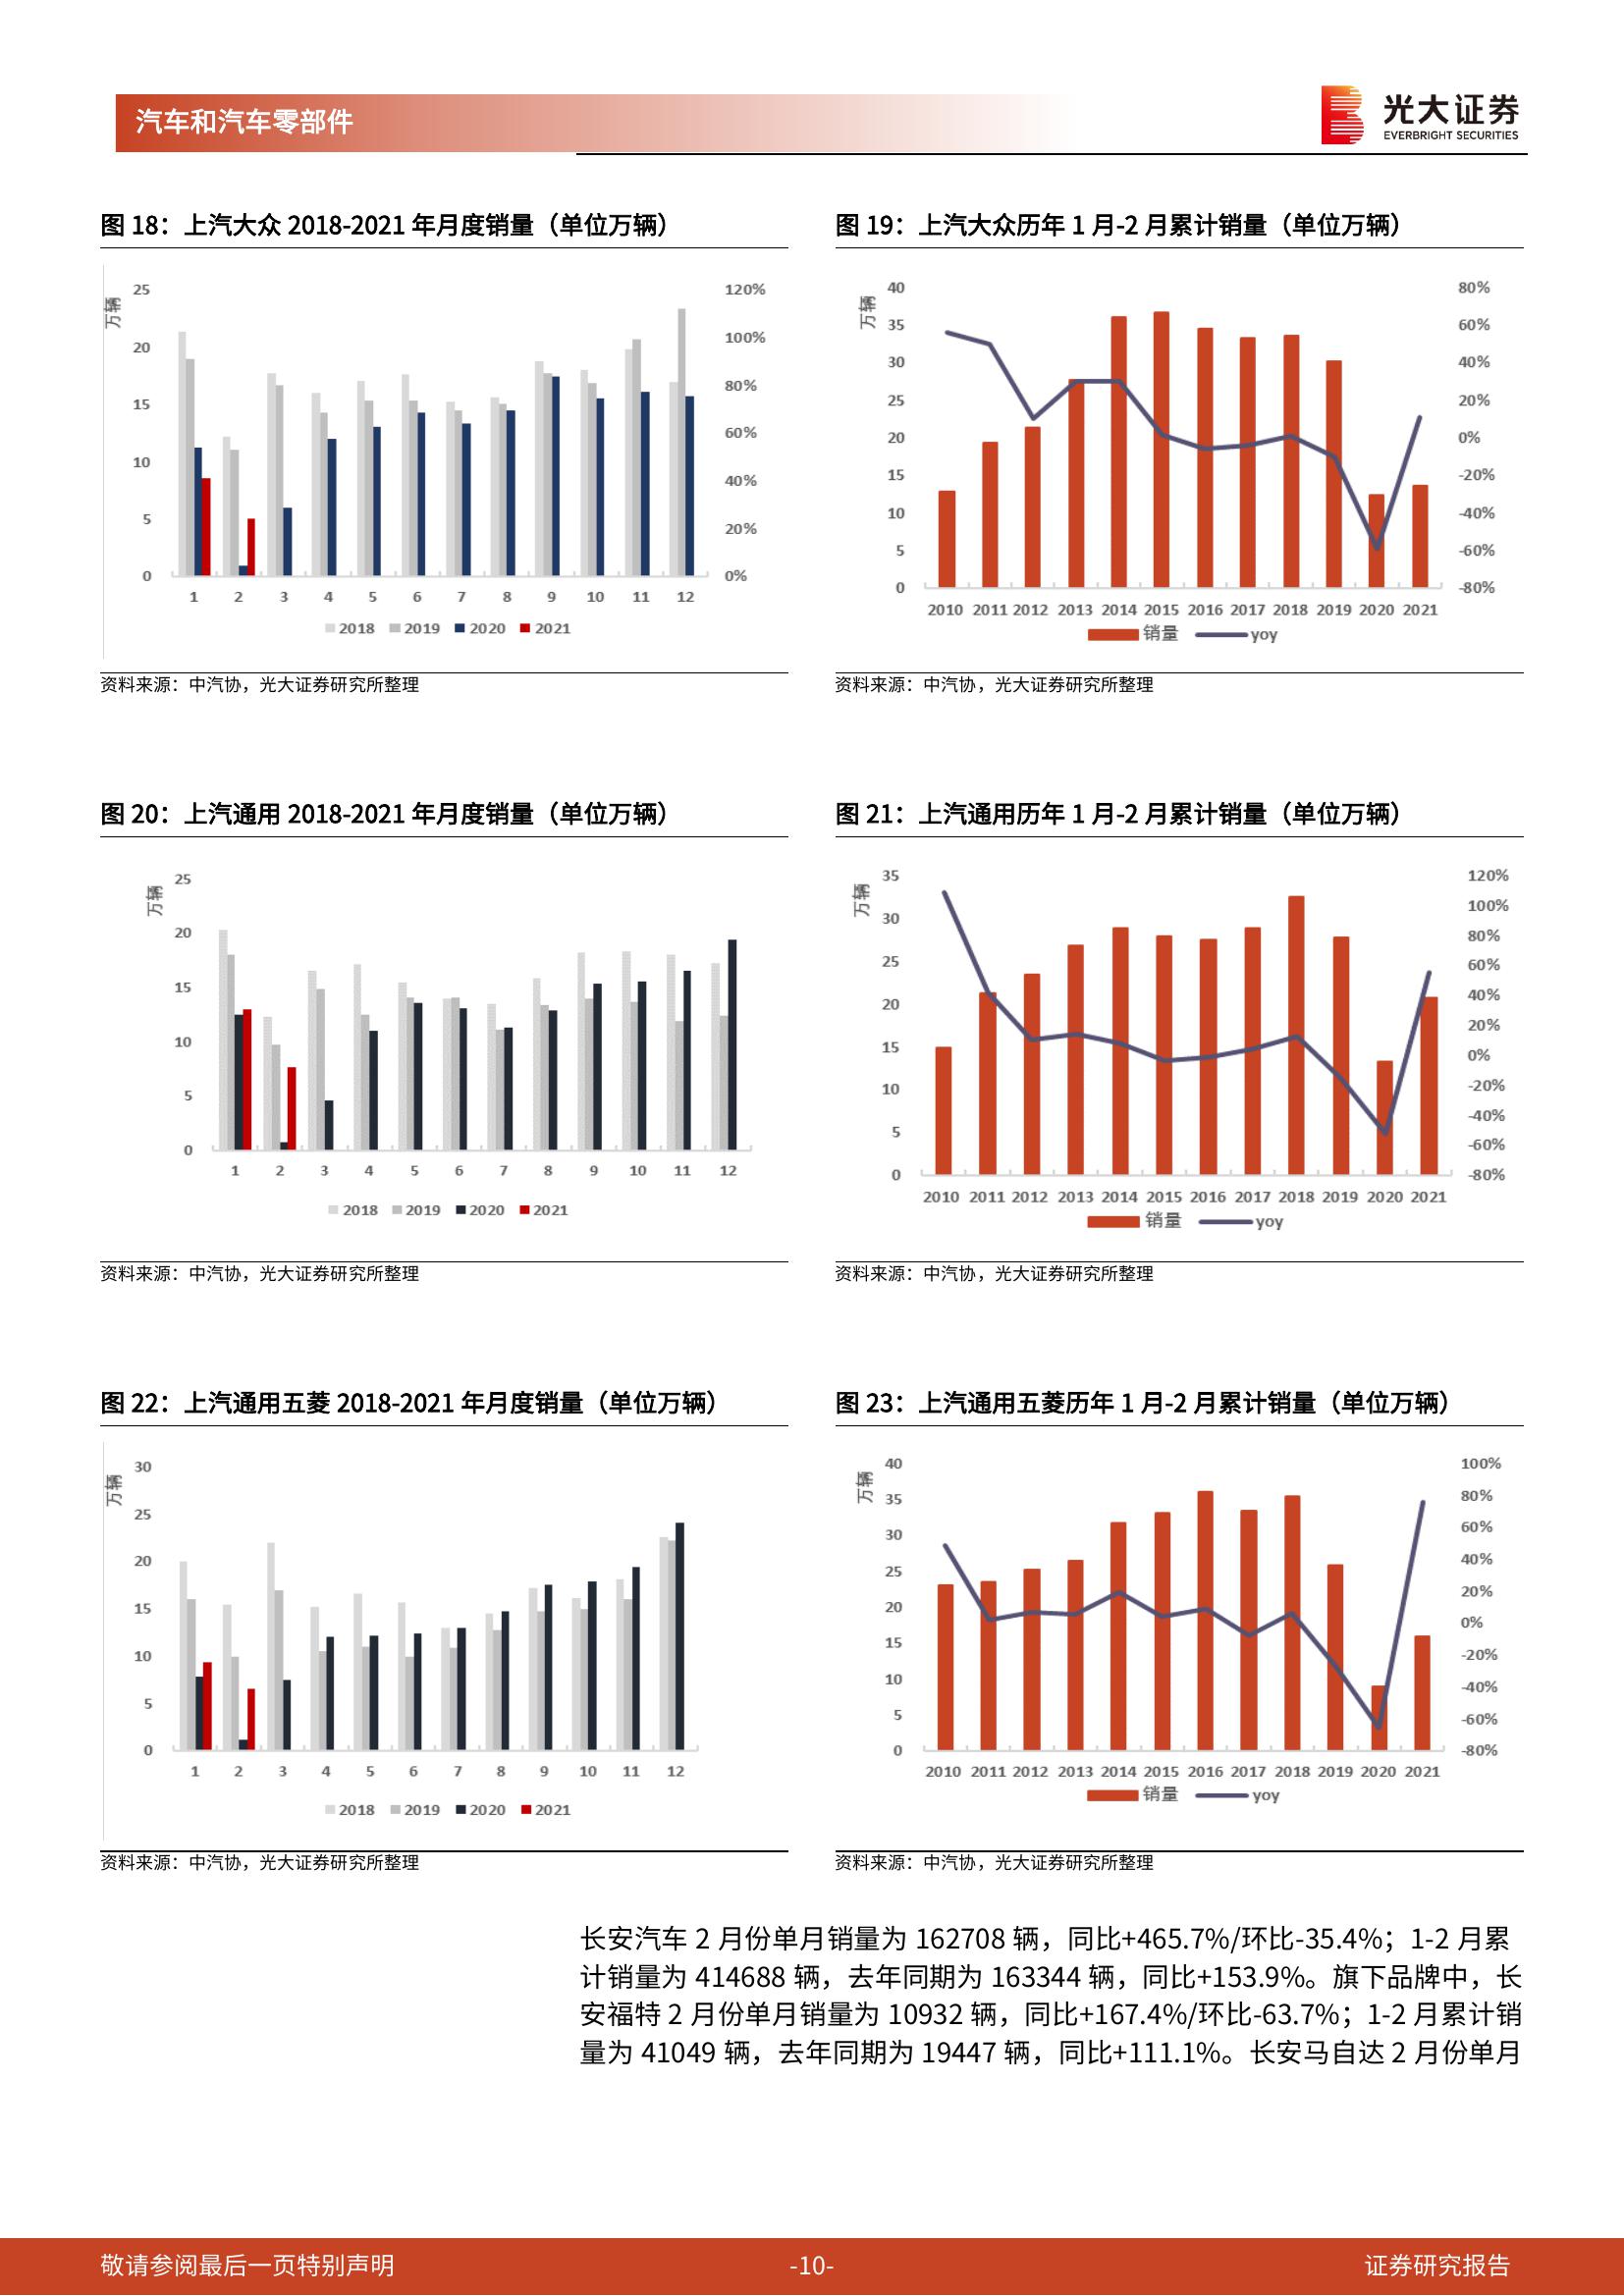 汽车和汽车零部件
光大证券
EVERBRIGHT SECURITIES
图 18：上汽大众 2018-2021 年月度销量（单位万辆）
万辆
25
20
15
10
5
0
120%
100%
80%
60%
40%
20%
0%
1 2 3 4 5 6 7 8 9 10 11 12
2018 2019 2020 2021
资料来源：中汽协，光大证券研究所整理
图 19：上汽大众历年 1 月-2 月累计销量（单位万辆）
万辆
40
35
30
25
20
15
10
5
0
80%
60%
40%
20%
0%
-20%
-40%
-60%
-80%
2010 2011 2012 2013 2014 2015 2016 2017 2018 2019 2020 2021
销量 yoy
资料来源：中汽协，光大证券研究所整理
图 20：上汽通用 2018-2021 年月度销量（单位万辆）
万辆
25
20
15
10
5
0
1 2 3 4 5 6 7 8 9 10 11 12
2018 2019 2020 2021
资料来源：中汽协，光大证券研究所整理
图 21：上汽通用历年 1 月-2 月累计销量（单位万辆）
万辆
35
30
25
20
15
10
5
0
120%
100%
80%
60%
40%
20%
0%
-20%
-40%
-60%
-80%
2010 2011 2012 2013 2014 2015 2016 2017 2018 2019 2020 2021
销量 yoy
资料来源：中汽协，光大证券研究所整理
图 22：上汽通用五菱 2018-2021 年月度销量（单位万辆）
万辆
30
25
20
15
10
5
0
1 2 3 4 5 6 7 8 9 10 11 12
2018 2019 2020 2021
资料来源：中汽协，光大证券研究所整理
图 23：上汽通用五菱历年 1 月-2 月累计销量（单位万辆）
万辆
40
35
30
25
20
15
10
5
0
100%
80%
60%
40%
20%
0%
-20%
-40%
-60%
-80%
2010 2011 2012 2013 2014 2015 2016 2017 2018 2019 2020 2021
销量 yoy
资料来源：中汽协，光大证券研究所整理
长安汽车 2 月份单月销量为 162708 辆，同比+465.7%/环比-35.4%；1-2 月累
计销量为 414688 辆，去年同期为 163344 辆，同比+153.9%。旗下品牌中，长
安福特 2 月份单月销量为 10932 辆，同比+167.4%/环比-63.7%；1-2 月累计销
量为 41049 辆，去年同期为 19447 辆，同比+111.1%。长安马自达 2 月份单月
敬请参阅最后一页特别声明
-10-
证券研究报告